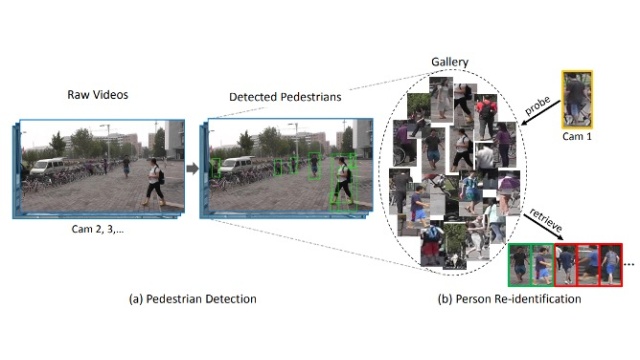 Gallery
Raw Videos
Detected Pedestrians
probe
Cam 1
Cam 2, 3,...
retrieve
...
(a) Pedestrian Detection
(b) Person Re-identification